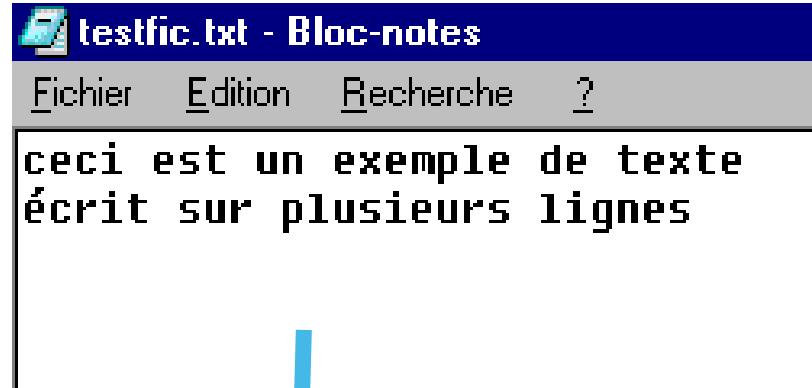 testfic.txt - Bloc-notes
Fichier Edition Recherche ?
ceci est un exemple de texte
écrit sur plusieurs lignes